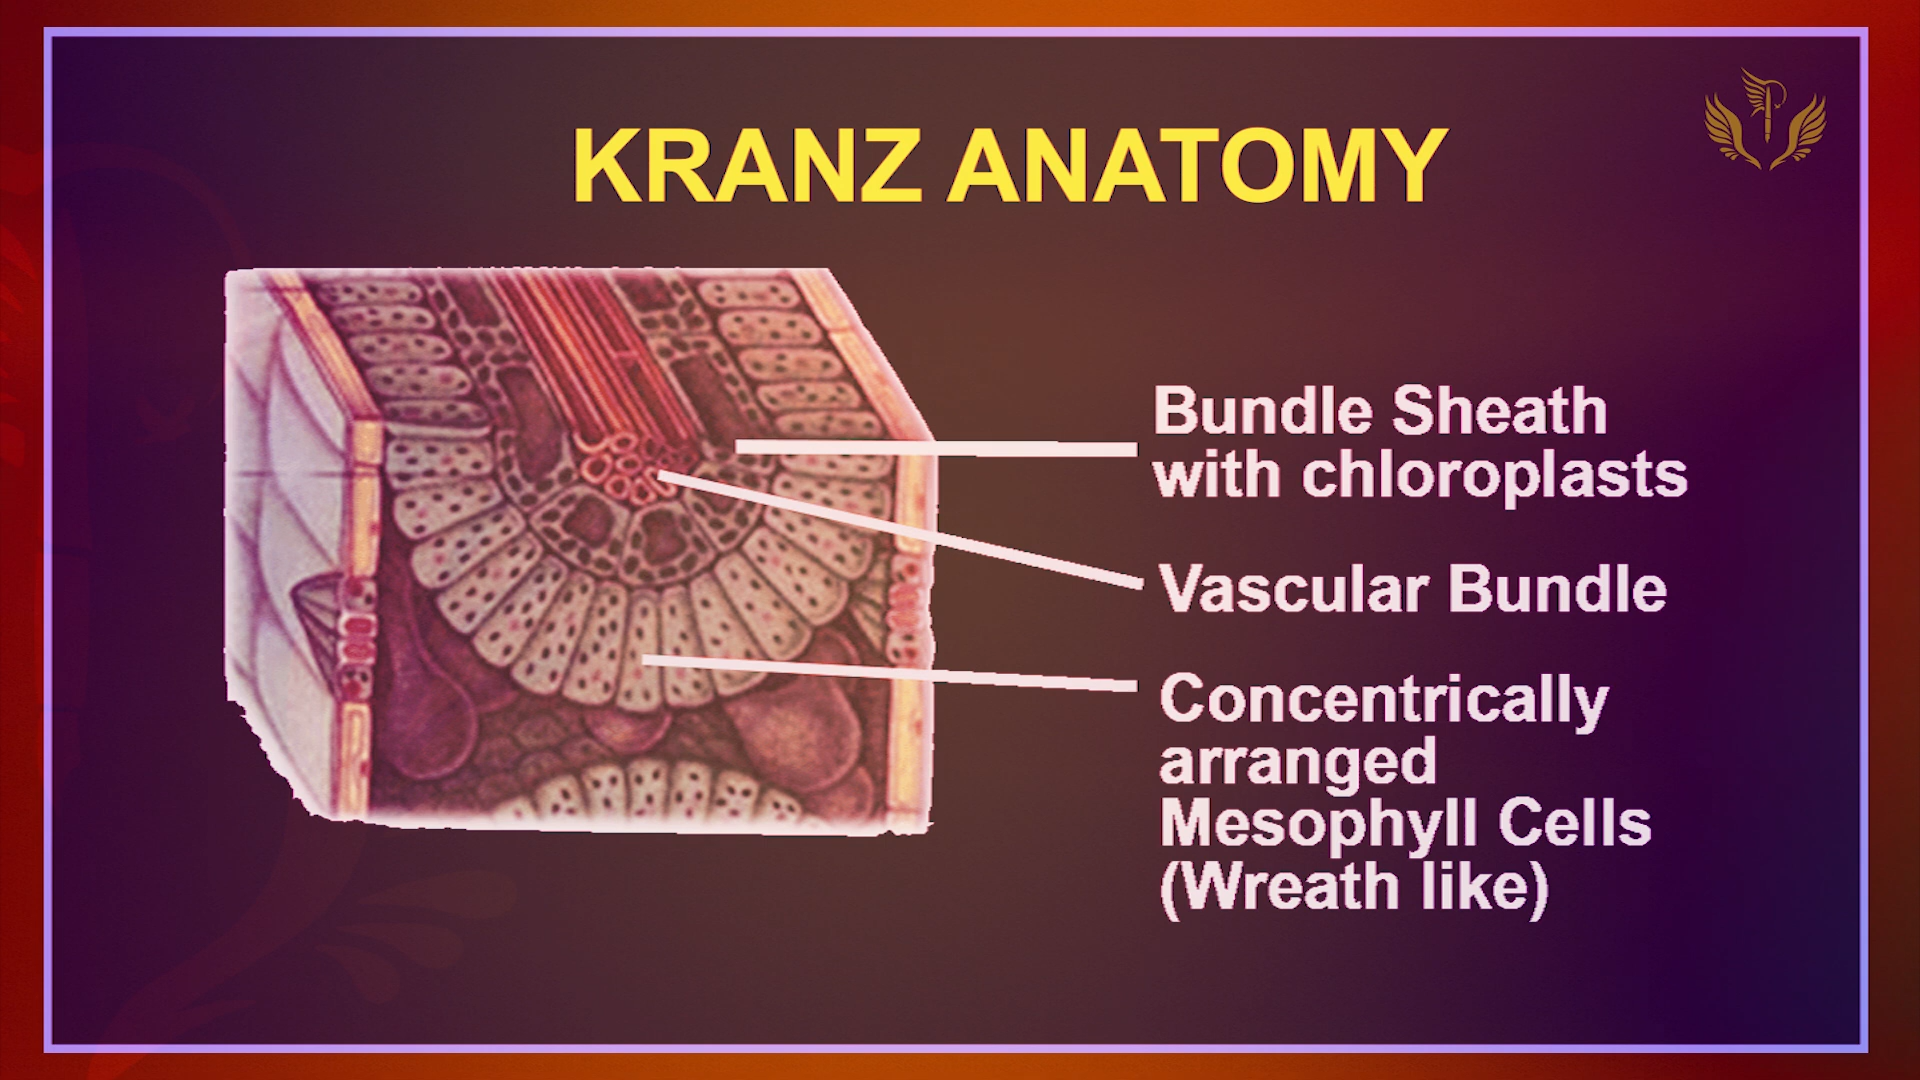 KRANZ ANATOMY
Bundle Sheath
with chloroplasts
Vascular Bundle
Concentrically
arranged
Mesophyll Cells
(Wreath like)